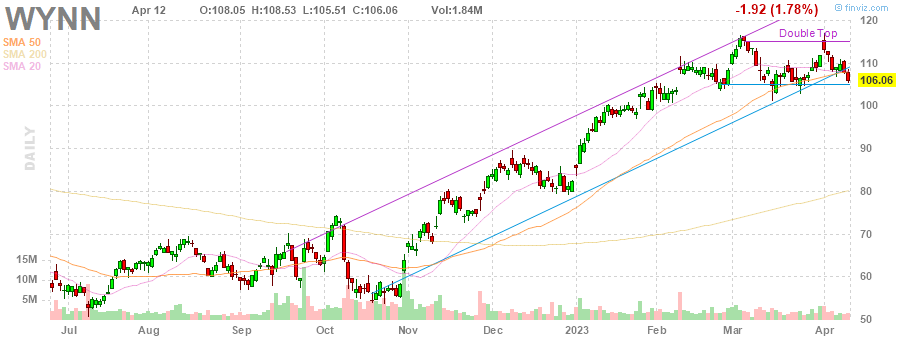 WYNN
Apr 12 O:108.05 H:108.53 L:105.51 C:106.06 Vol:1.84M -1.92 (1.78%)
© finviz.com
SMA 50
SMA 200
SMA 20
Double Top
DAILY
120
110
106.06
100
90
80
70
60
50
15M
10M
5M
Jul Aug Sep Oct Nov Dec 2023 Feb Mar Apr